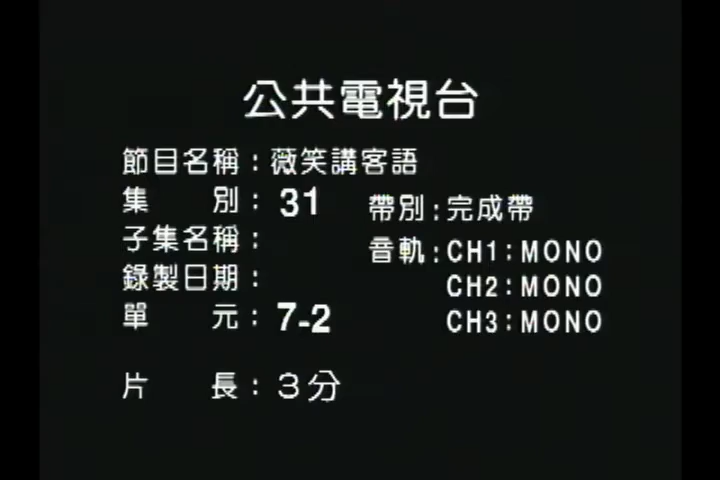 公共電視台
節目名稱：薇笑講客語
集　　別：31
帶別：完成帶
子集名稱：
音軌：CH1：MONO
錄製日期：
CH2：MONO
單　　元：7-2
CH3：MONO
片　　長：3分